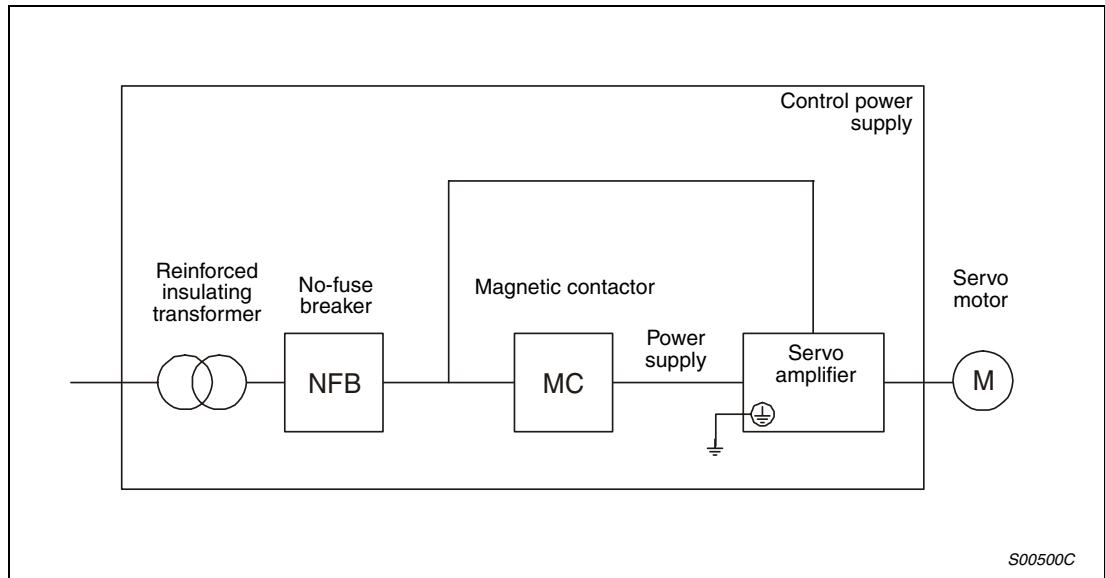 Control power
supply
Reinforced
insulating
transformer
No-fuse
breaker
Magnetic contactor
Servo
motor
Power
supply
Servo
amplifier
NFB
MC
M
S00500C